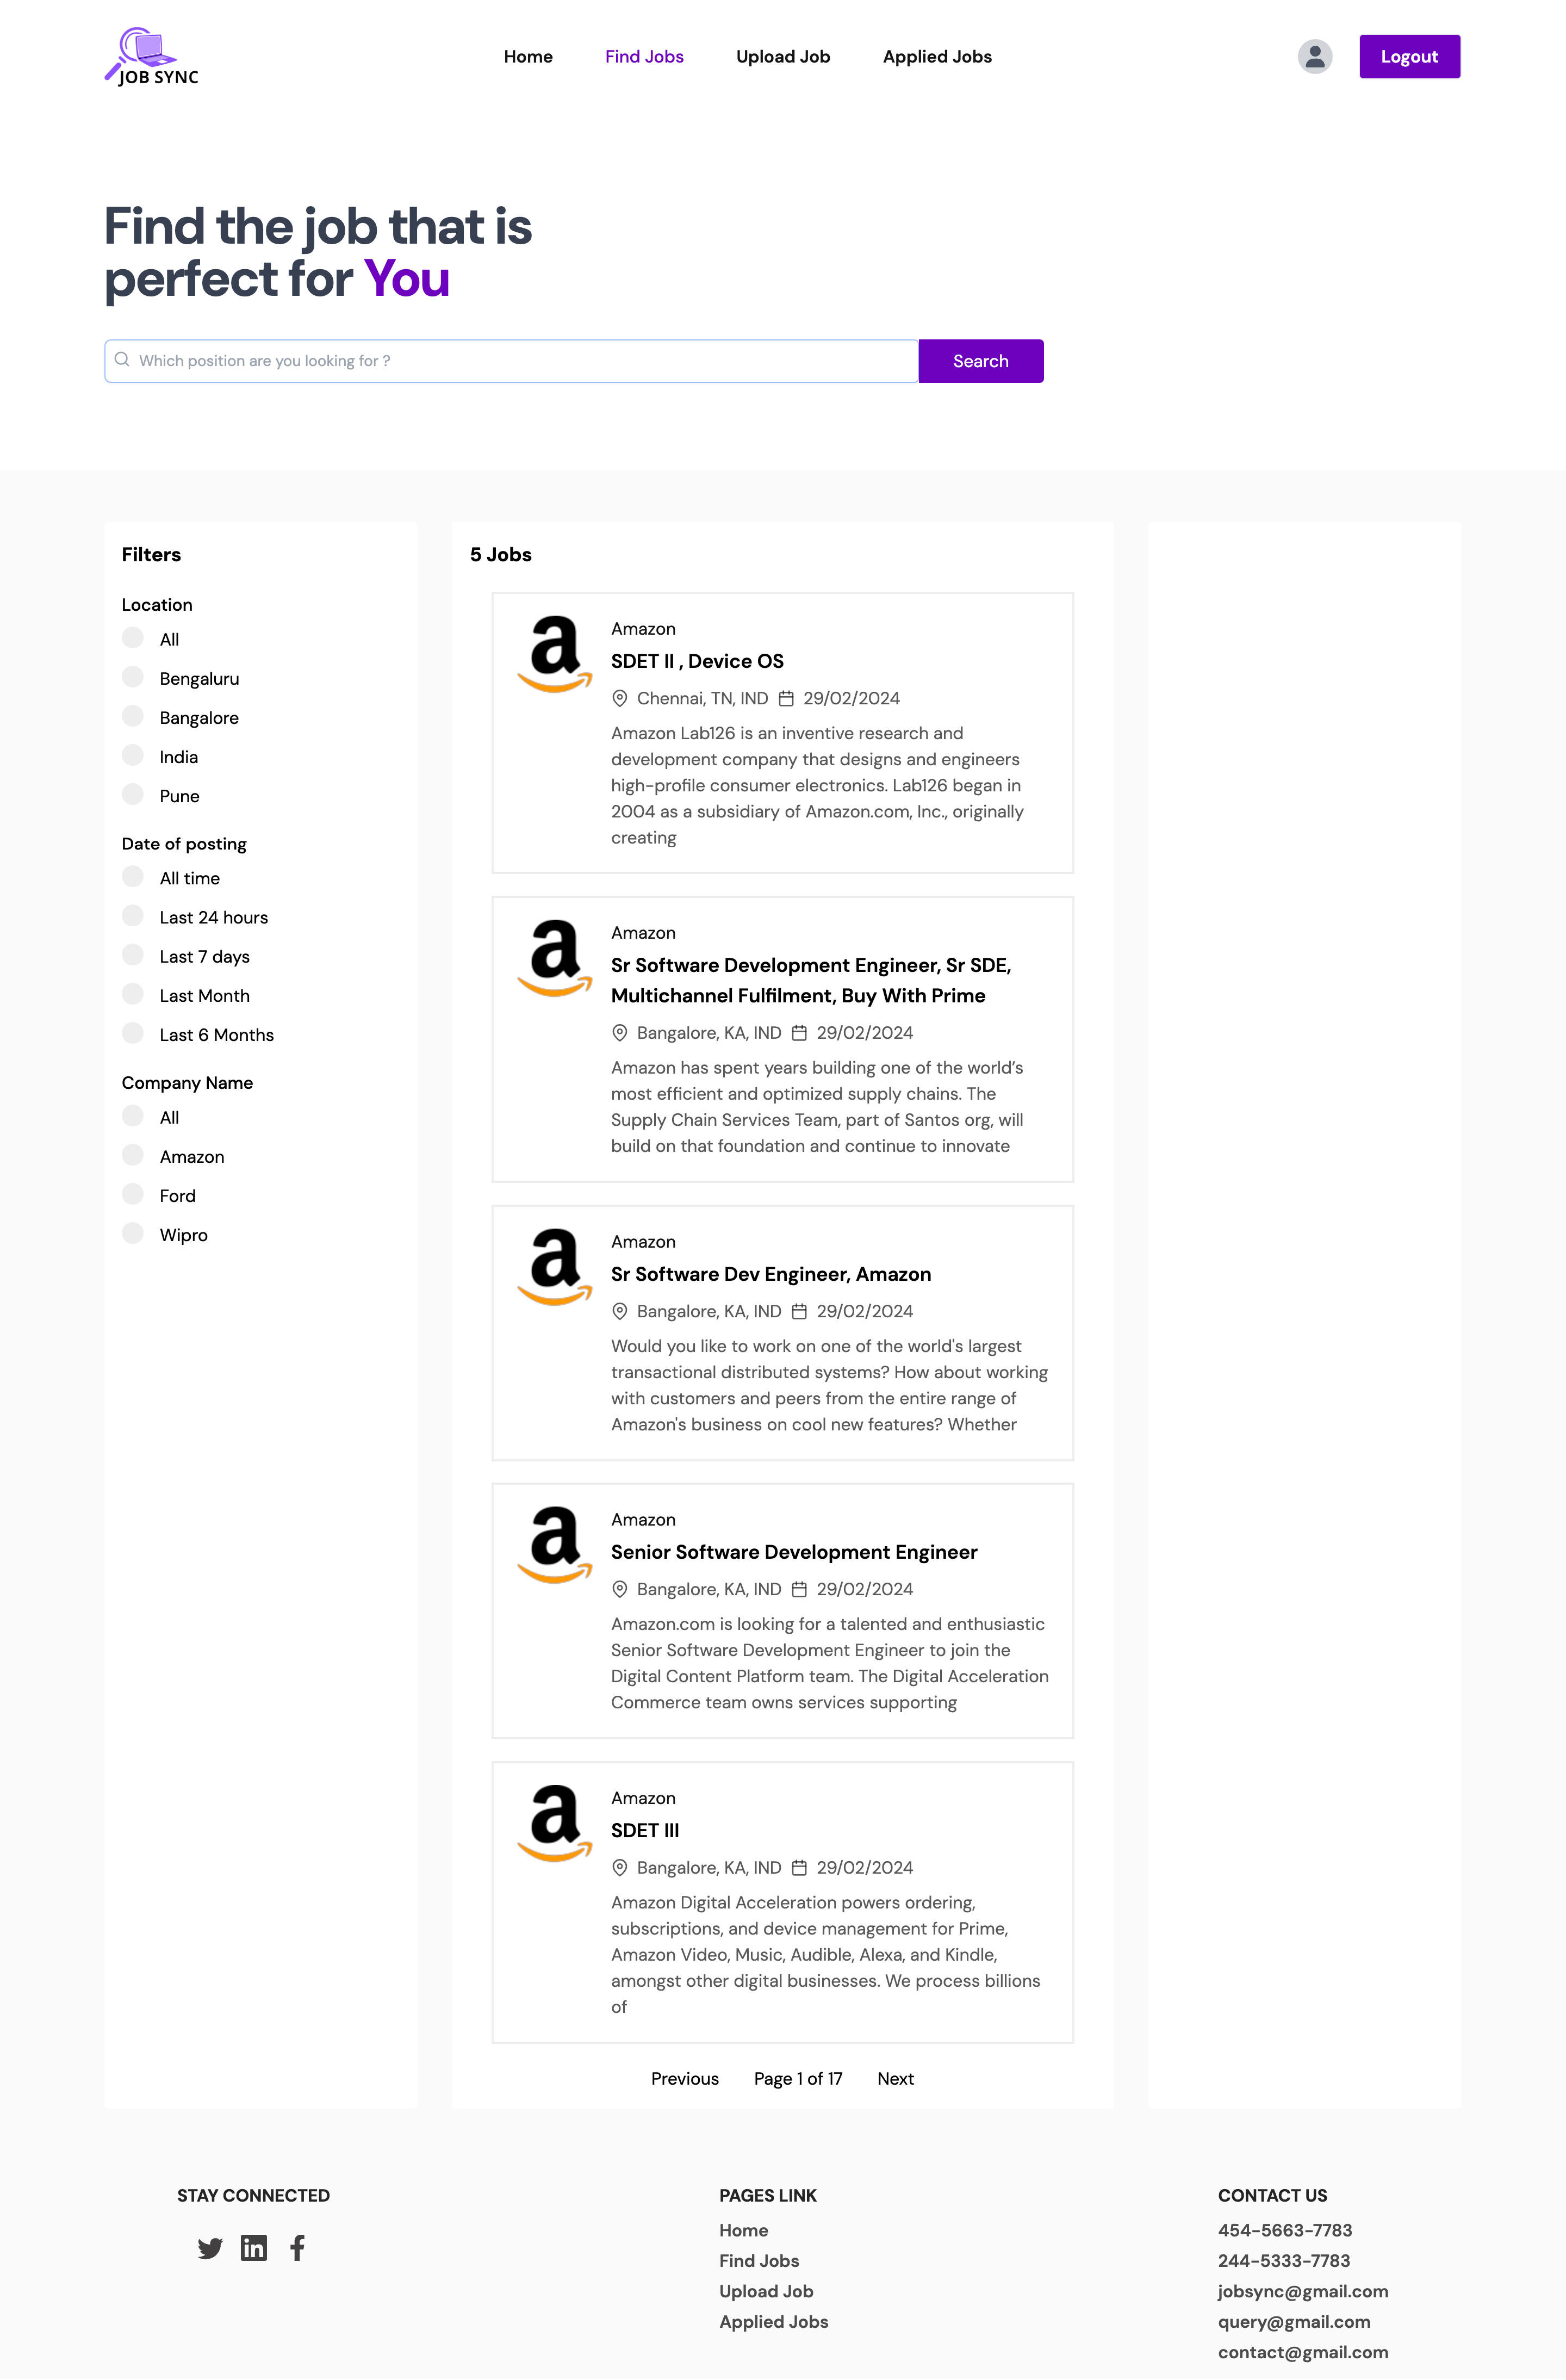 JOB SYNC
Home
Find Jobs
Upload Job
Applied Jobs
Logout
Find the job that is
perfect for You
Which position are you looking for ?
Search
Filters
Location
All
Bengaluru
Bangalore
India
Pune
Date of posting
All time
Last 24 hours
Last 7 days
Last Month
Last 6 Months
Company Name
All
Amazon
Ford
Wipro
5 Jobs
Amazon
SDET II , Device OS
Chennai, TN, IND 29/02/2024
Amazon Lab126 is an inventive research and
development company that designs and engineers
high-profile consumer electronics. Lab126 began in
2004 as a subsidiary of Amazon.com, Inc., originally
creating
Amazon
Sr Software Development Engineer, Sr SDE,
Multichannel Fulfilment, Buy With Prime
Bangalore, KA, IND 29/02/2024
Amazon has spent years building one of the world’s
most efficient and optimized supply chains. The
Supply Chain Services Team, part of Santos org, will
build on that foundation and continue to innovate
Amazon
Sr Software Dev Engineer, Amazon
Bangalore, KA, IND 29/02/2024
Would you like to work on one of the world's largest
transactional distributed systems? How about working
with customers and peers from the entire range of
Amazon's business on cool new features? Whether
Amazon
Senior Software Development Engineer
Bangalore, KA, IND 29/02/2024
Amazon.com is looking for a talented and enthusiastic
Senior Software Development Engineer to join the
Digital Content Platform team. The Digital Acceleration
Commerce team owns services supporting
Amazon
SDET III
Bangalore, KA, IND 29/02/2024
Amazon Digital Acceleration powers ordering,
subscriptions, and device management for Prime,
Amazon Video, Music, Audible, Alexa, and Kindle,
amongst other digital businesses. We process billions
of
Previous
Page 1 of 17
Next
STAY CONNECTED
PAGES LINK
Home
Find Jobs
Upload Job
Applied Jobs
CONTACT US
454-5663-7783
244-5333-7783
jobsync@gmail.com
query@gmail.com
contact@gmail.com